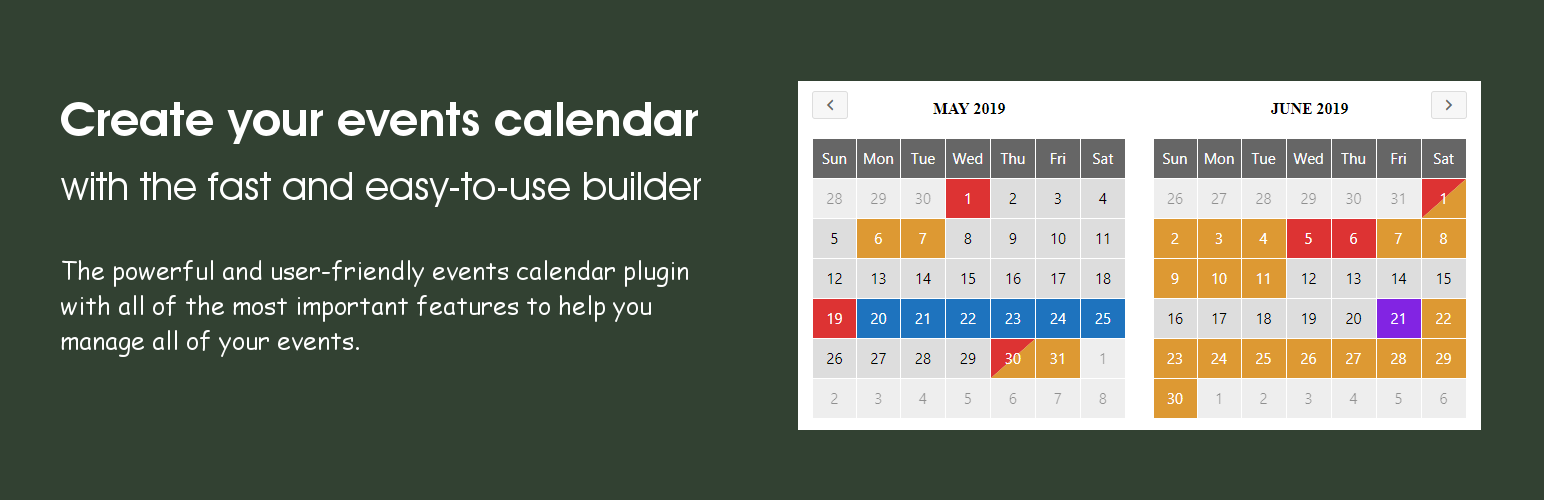 Create your events calendar
with the fast and easy-to-use builder
The powerful and user-friendly events calendar plugin
with all of the most important features to help you
manage all of your events.
MAY 2019
Sun Mon Tue Wed Thu Fri Sat
28 29 30 1 2 3 4
5 6 7 8 9 10 11
12 13 14 15 16 17 18
19 20 21 22 23 24 25
26 27 28 29 30 31 1
2 3 4 5 6 7 8
JUNE 2019
Sun Mon Tue Wed Thu Fri Sat
26 27 28 29 30 31 1
2 3 4 5 6 7 8
9 10 11 12 13 14 15
16 17 18 19 20 21 22
23 24 25 26 27 28 29
30 1 2 3 4 5 6